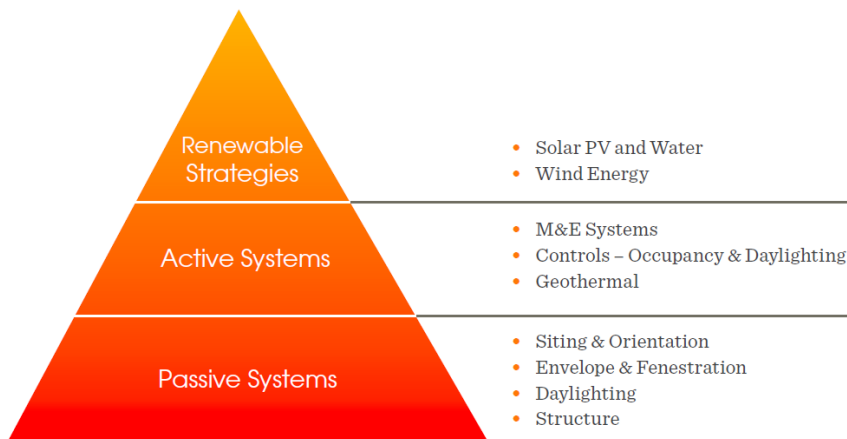 Renewable
Strategies
• Solar PV and Water
• Wind Energy
Active Systems
• M&E Systems
• Controls – Occupancy & Daylighting
• Geothermal
Passive Systems
• Siting & Orientation
• Envelope & Fenestration
• Daylighting
• Structure